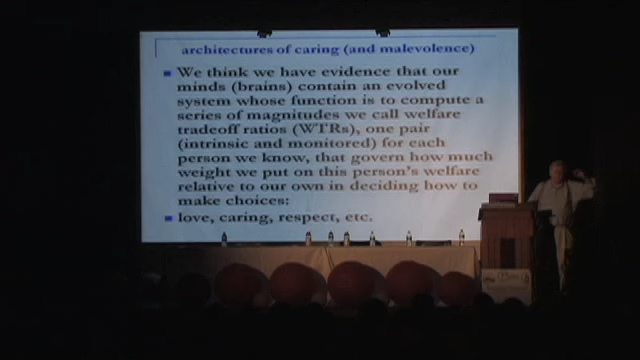 architectures of caring (and malevolence)
We think we have evidence that our
minds (brains) contain an evolved
system whose function is to compute a
series of magnitudes we call welfare
tradeoff ratios (WTRs), one pair
(intrinsic and monitored) for each
person we know, that govern how much
weight we put on this person's welfare
relative to our own in deciding how to
make choices:
love, caring, respect, etc.